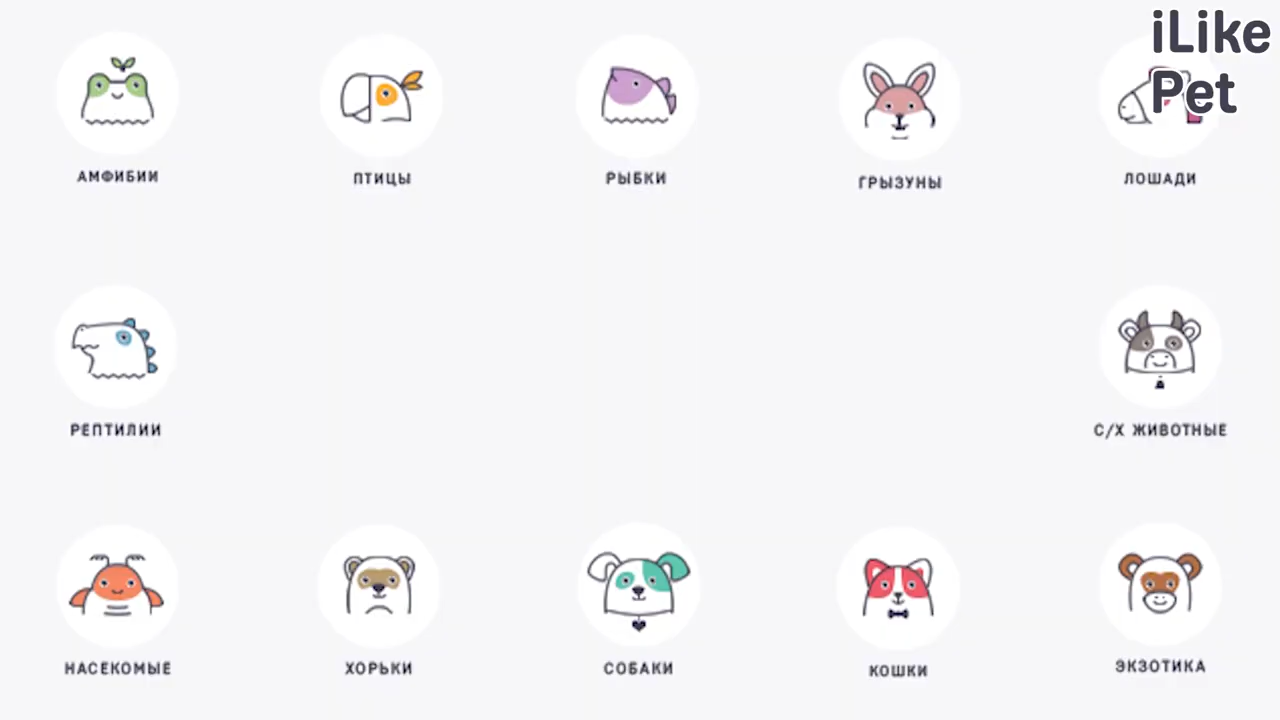 iLike
Pet
АМФИБИИ
ПТИЦЫ
РЫБКИ
ГРЫЗУНЫ
ЛОШАДИ
РЕПТИЛИИ
С/Х ЖИВОТНЫЕ
НАСЕКОМЫЕ
ХОРЬКИ
СОБАКИ
КОШКИ
ЭКЗОТИКА